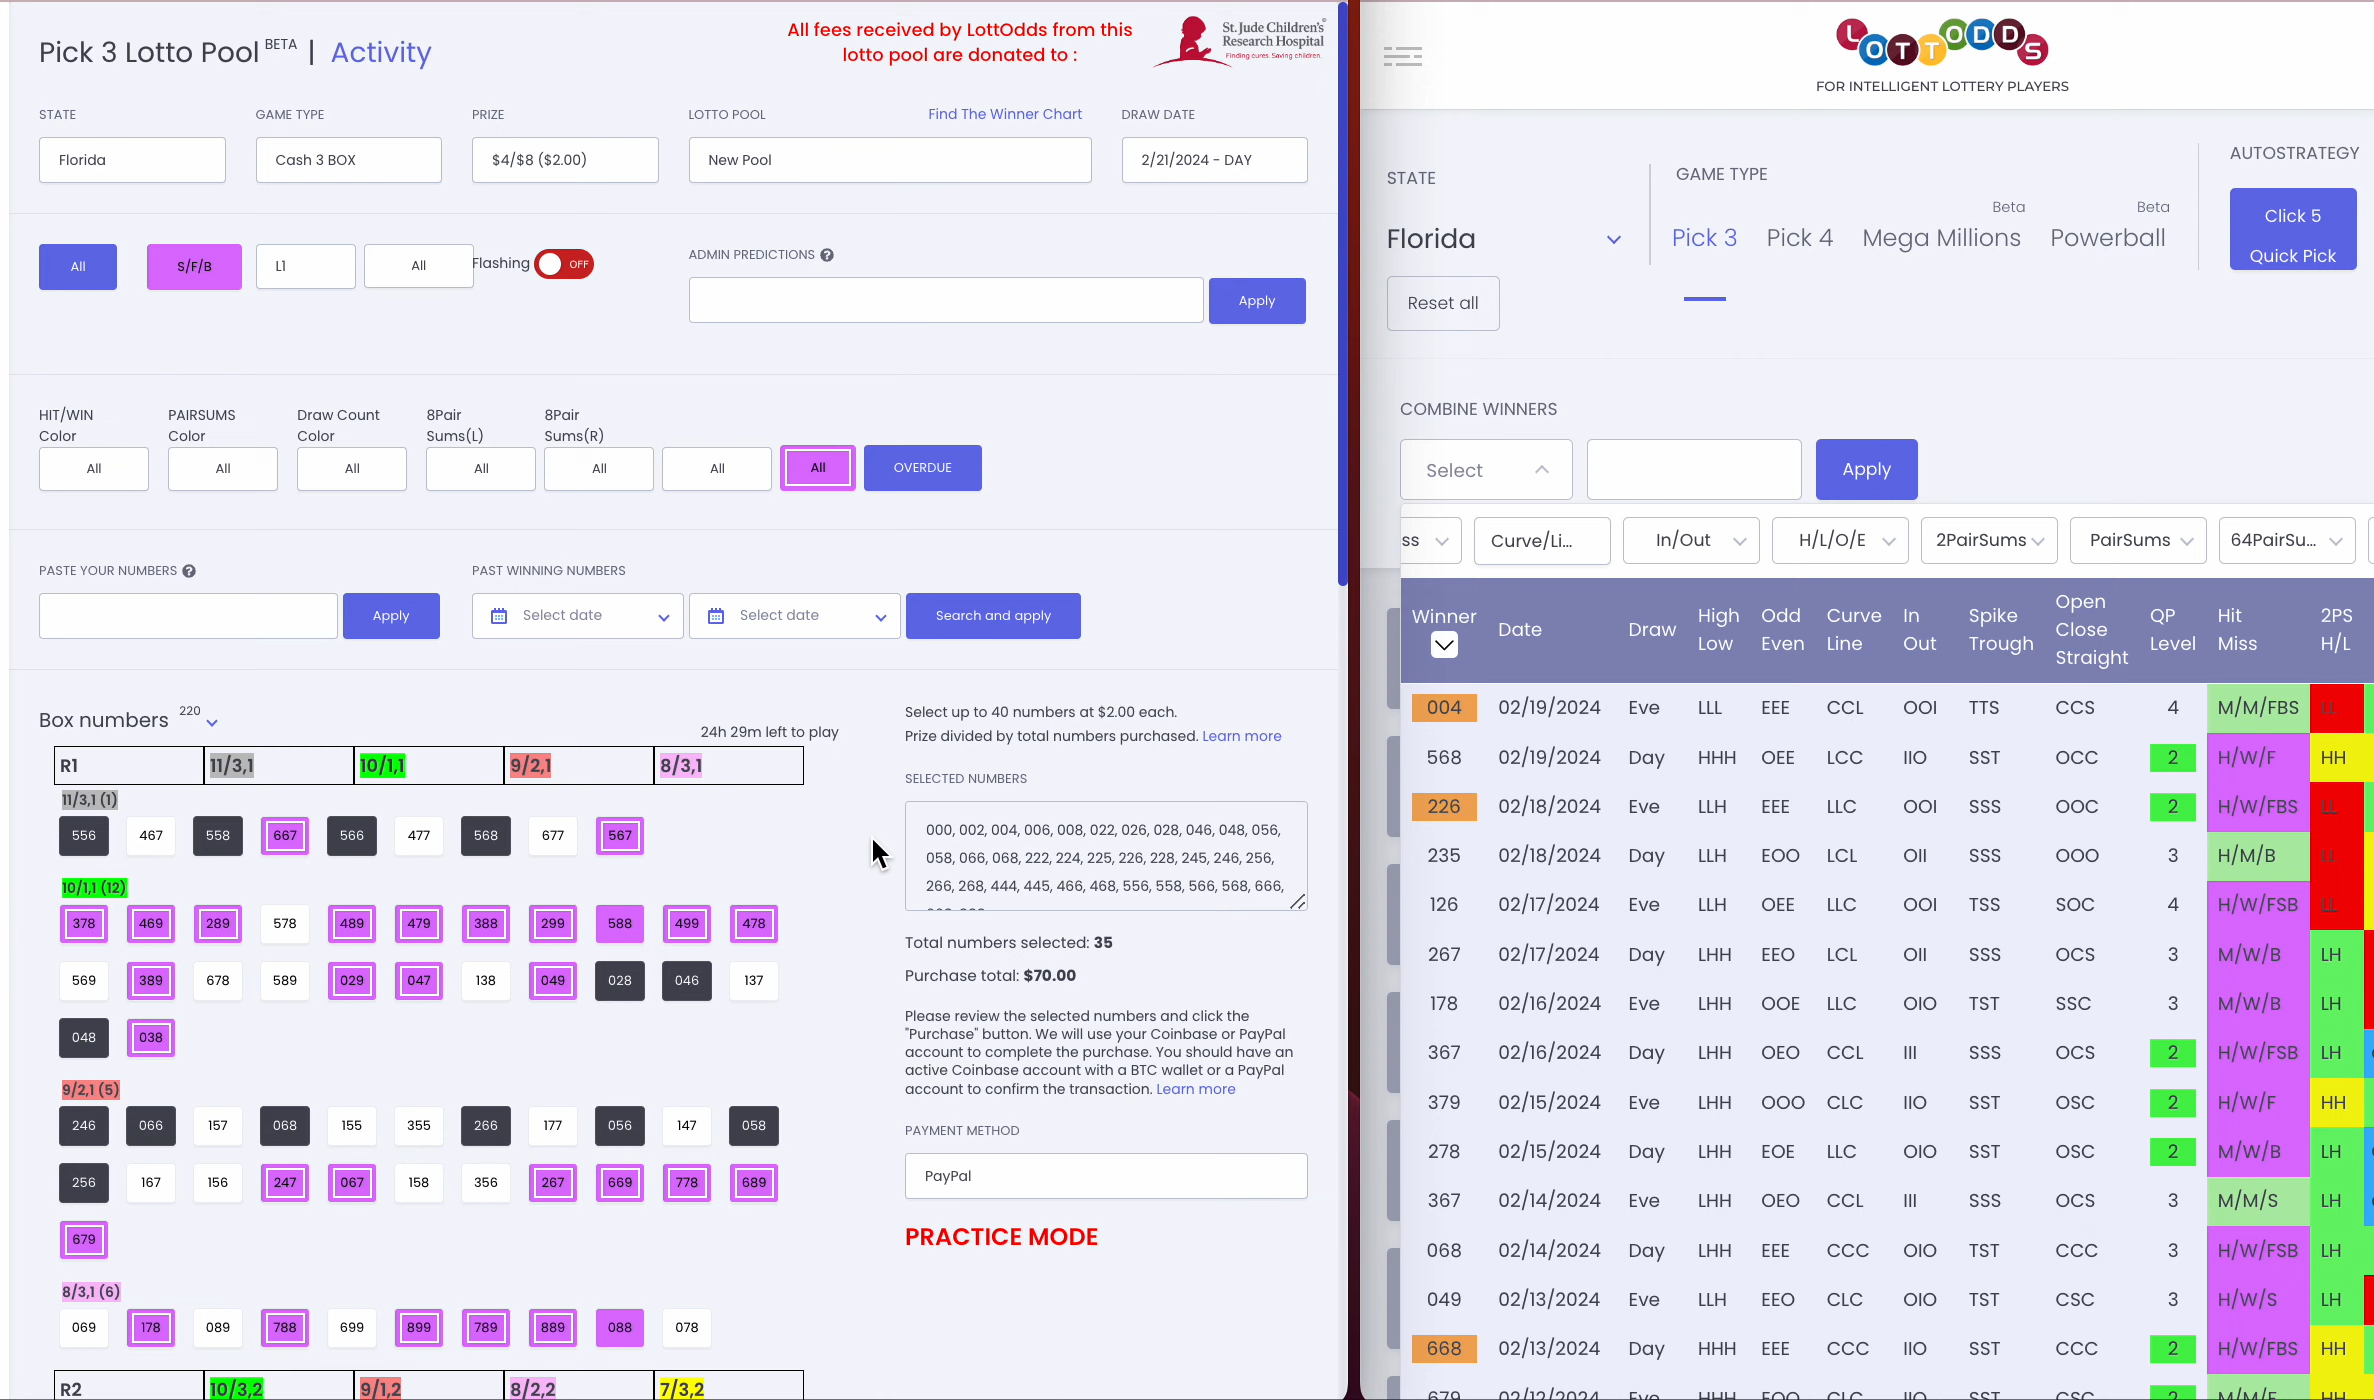 Pick 3 Lotto Pool BETA | Activity
All fees received by LottOdds from this
lotto pool are donated to :
St. Jude Children's
Research Hospital
Finding cures. Saving children.
STATE GAME TYPE PRIZE LOTTO POOL Find The Winner Chart DRAW DATE
Florida Cash 3 BOX $4/$8 ($2.00) New Pool 2/21/2024 - DAY
All S/F/B L1 All Flashing OFF
ADMIN PREDICTIONS ?
Apply
HIT/WIN Color
PAIRSUMS Color
Draw Count Color
8Pair Sums(L)
8Pair Sums(R)
All All All All All All All OVERDUE
PASTE YOUR NUMBERS ? PAST WINNING NUMBERS
Apply Select date Select date Search and apply
Box numbers 220
24h 29m left to play
R1 11/3,1 10/1,1 9/2,1 8/3,1
11/3,1 (1)
556 467 558 667 566 477 568 677 567
10/1,1 (12)
378 469 289 578 489 479 388 299 588 499 478
569 389 678 589 029 047 138 049 028 046 137
048 038
9/2,1 (5)
246 066 157 068 155 355 266 177 056 147 058
256 167 156 247 067 158 356 267 669 778 689
679
8/3,1 (6)
069 178 089 788 699 899 789 889 088 078
R2 10/3,2 9/1,2 8/2,2 7/3,2
Select up to 40 numbers at $2.00 each.
Prize divided by total numbers purchased. Learn more
SELECTED NUMBERS
000, 002, 004, 006, 008, 022, 026, 028, 046, 048, 056,
058, 066, 068, 222, 224, 225, 226, 228, 245, 246, 256,
266, 268, 444, 445, 466, 468, 556, 558, 566, 568, 666,
Total numbers selected: 35
Purchase total: $70.00
Please review the selected numbers and click the
"Purchase" button. We will use your Coinbase or PayPal
account to complete the purchase. You should have an
active Coinbase account with a BTC wallet or a PayPal
account to confirm the transaction. Learn more
PAYMENT METHOD
PayPal
PRACTICE MODE
LOTTODDS
FOR INTELLIGENT LOTTERY PLAYERS
STATE GAME TYPE AUTOSTRATEGY
Florida Pick 3 Pick 4 Beta Mega Millions Beta Powerball
Click 5
Quick Pick
Reset all
COMBINE WINNERS
Select Apply
ss Curve/Li... In/Out H/L/O/E 2PairSums PairSums 64PairSu...
Winner Date Draw High Low Odd Even Curve Line In Out Spike Trough Open Close Straight QP Level Hit Miss 2PS H/L
004 02/19/2024 Eve LLL EEE CCL OOI TTS CCS 4 M/M/FBS LL
568 02/19/2024 Day HHH OEE LCC IIO SST OCC 2 H/W/F HH
226 02/18/2024 Eve LLH EEE LLC OOI SSS OOC 2 H/W/FBS LL
235 02/18/2024 Day LLH EOO LCL OII SSS OOO 3 H/M/B LL
126 02/17/2024 Eve LLH OEE LLC OOI TSS SOC 4 H/W/FSB LL
267 02/17/2024 Day LHH EEO LCL OII SSS OCS 3 M/W/B LH
178 02/16/2024 Eve LHH OOE LLC OIO TST SSC 3 M/W/B LH
367 02/16/2024 Day LHH OEO CCL III SSS OCS 2 H/W/FSB LH
379 02/15/2024 Eve LHH OOO CLC IIO SST OSC 2 H/W/F HH
278 02/15/2024 Day LHH EOE LLC OIO SST OSC 2 M/W/B LH
367 02/14/2024 Eve LHH OEO CCL III SSS OCS 3 M/M/S LH
068 02/14/2024 Day LHH EEE CCC OIO TST CCC 3 H/W/FSB LH
049 02/13/2024 Eve LLH EEO CLC OIO TST CSC 3 H/W/S LH
668 02/13/2024 Day HHH EEE CCC IIO SST CCC 2 H/W/FBS HH